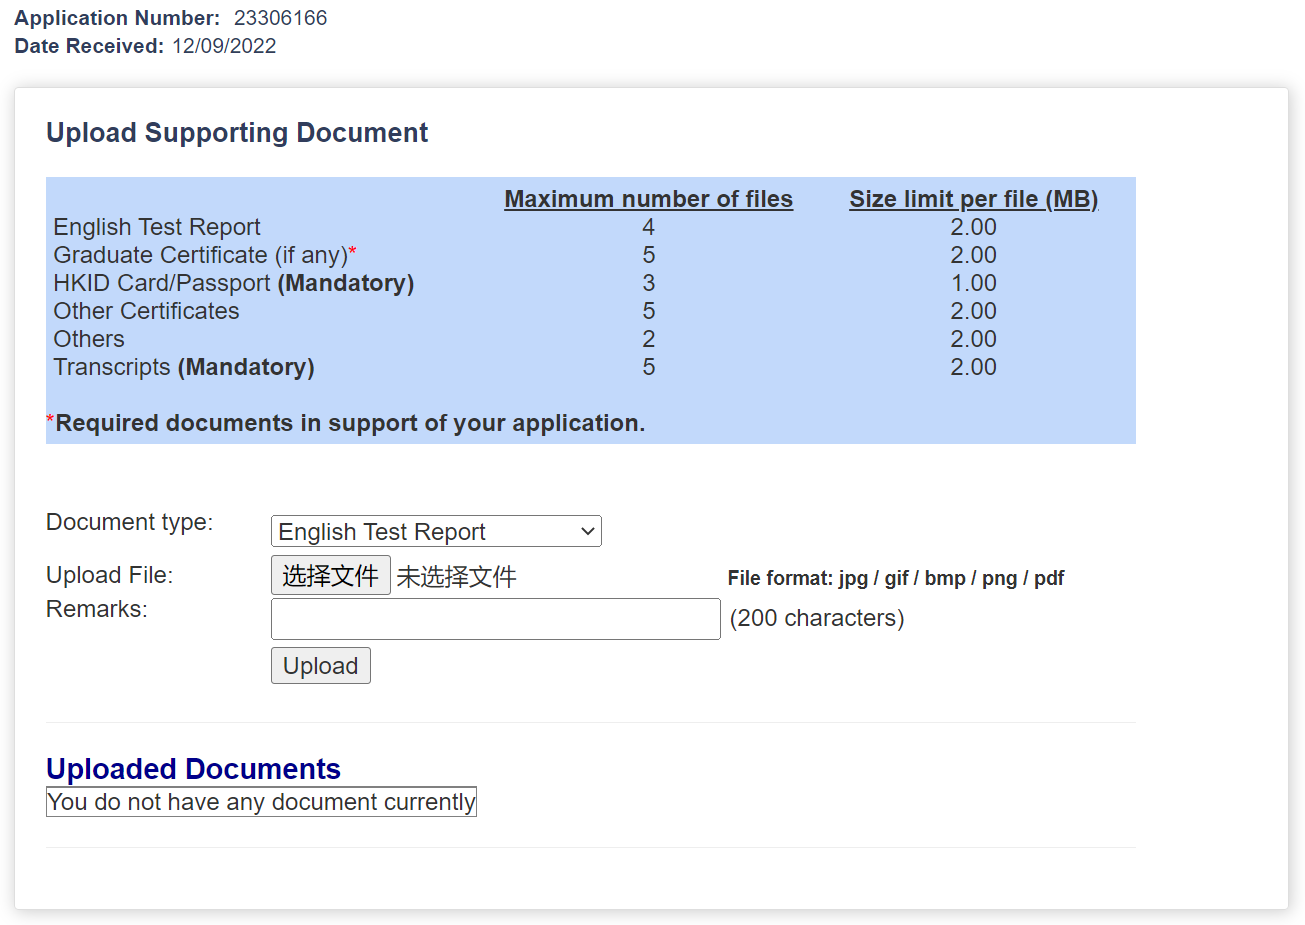 Application Number: 23306166
Date Received: 12/09/2022
Upload Supporting Document
Maximum number of files Size limit per file (MB)
English Test Report 4 2.00
Graduate Certificate (if any)* 5 2.00
HKID Card/Passport (Mandatory) 3 1.00
Other Certificates 5 2.00
Others 2 2.00
Transcripts (Mandatory) 5 2.00
*Required documents in support of your application.
Document type: English Test Report
Upload File: 选择文件 未选择文件 File format: jpg / gif / bmp / png / pdf
Remarks: (200 characters)
Upload
Uploaded Documents
You do not have any document currently